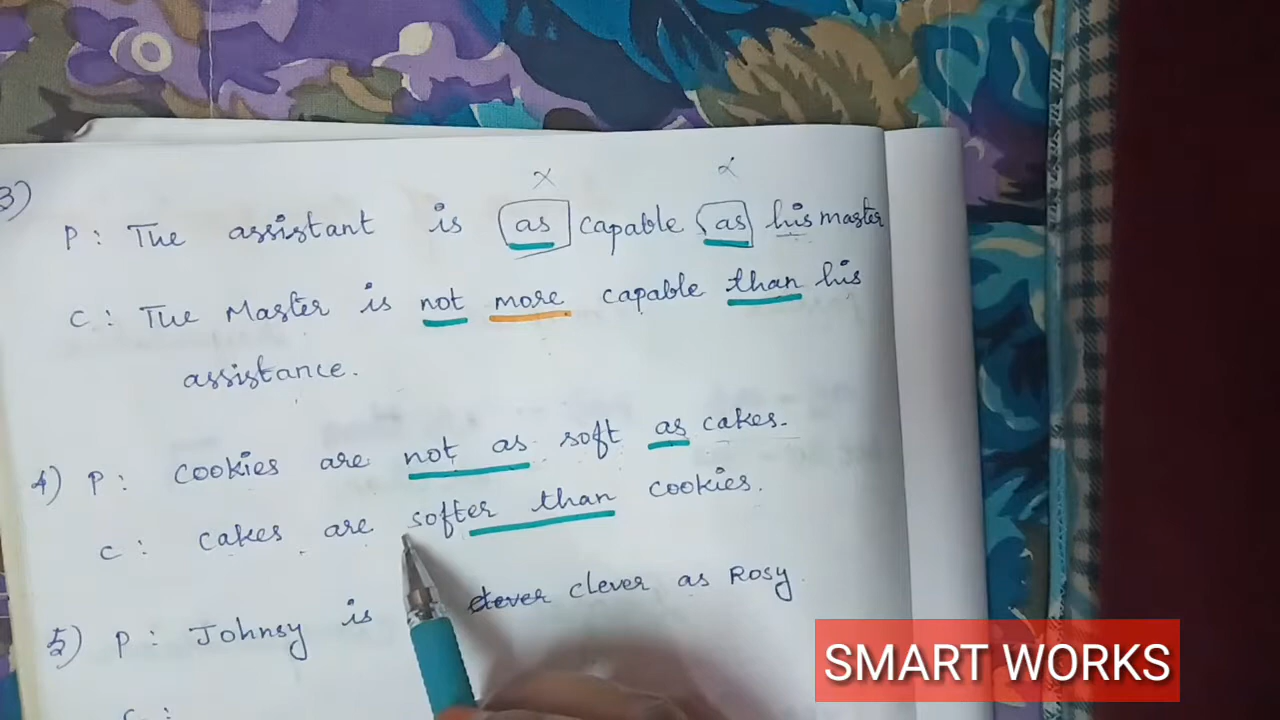 3)
P: The assistant is as capable as his master
C: The Master is not more capable than his
assistance.
4) P: Cookies are not as soft as cakes.
C: Cakes are softer than cookies.
5) P: Johnsy is clever as Rosy
SMART WORKS